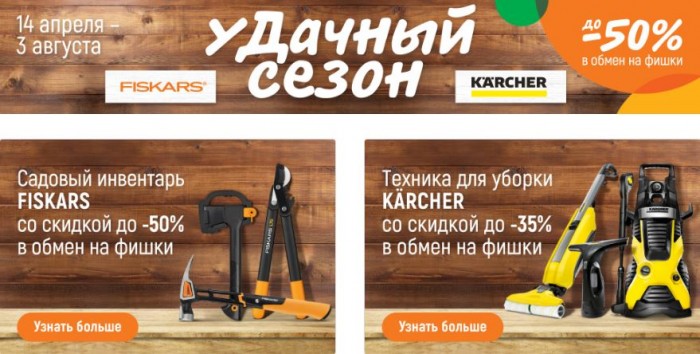 14 апреля –
3 августа
уДачный
сезон
FISKARS®
KÄRCHER
до
-50%
в обмен на фишки
Садовый инвентарь
FISKARS
со скидкой до -50%
в обмен на фишки
Узнать больше
FISKARS
Техника для уборки
KÄRCHER
со скидкой до -35%
в обмен на фишки
Узнать больше
KÄRCHER